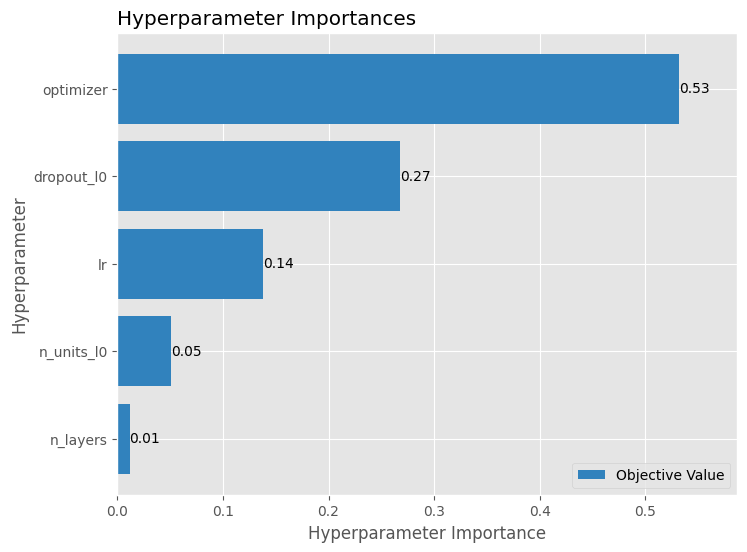 Hyperparameter Importances
optimizer
0.53
dropout_l0
0.27
lr
0.14
n_units_l0
0.05
n_layers
0.01
Hyperparameter
Objective Value
0.0 0.1 0.2 0.3 0.4 0.5
Hyperparameter Importance